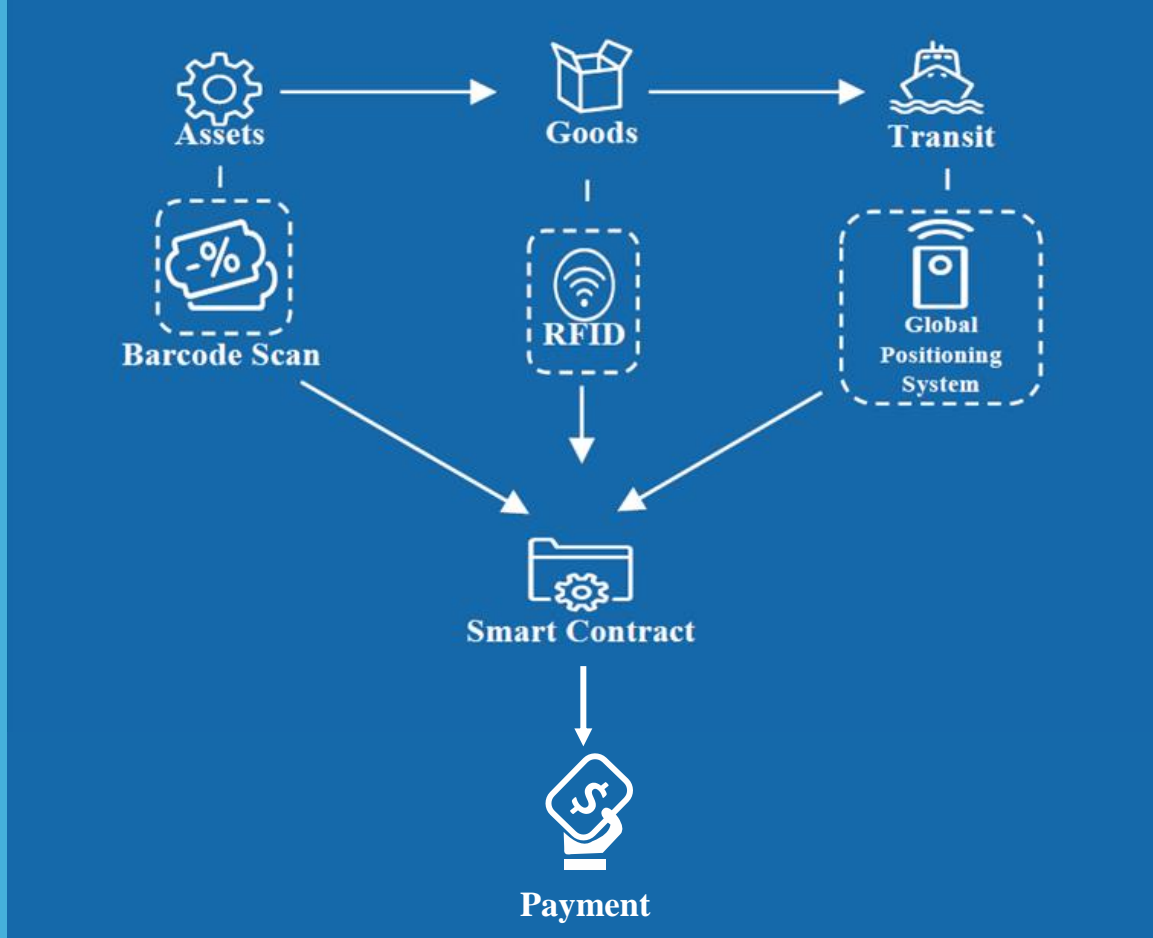 Assets
Goods
Transit
-%
Barcode Scan
RFID
Global
Positioning
System
Smart Contract
$
Payment